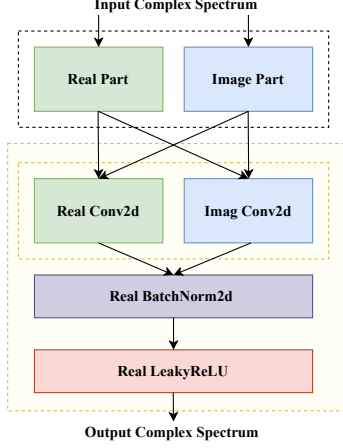 Input Complex Spectrum
Real Part
Image Part
Real Conv2d
Imag Conv2d
Real BatchNorm2d
Real LeakyReLU
Output Complex Spectrum